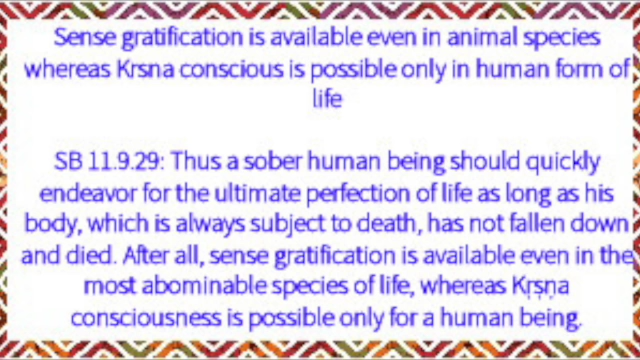 Sense gratification is available even in animal species
whereas Krsna conscious is possible only in human form of
life
SB 11.9.29: Thus a sober human being should quickly
endeavor for the ultimate perfection of life as long as his
body, which is always subject to death, has not fallen down
and died. After all, sense gratification is available even in the
most abominable species of life, whereas Kṛṣṇa
consciousness is possible only for a human being.